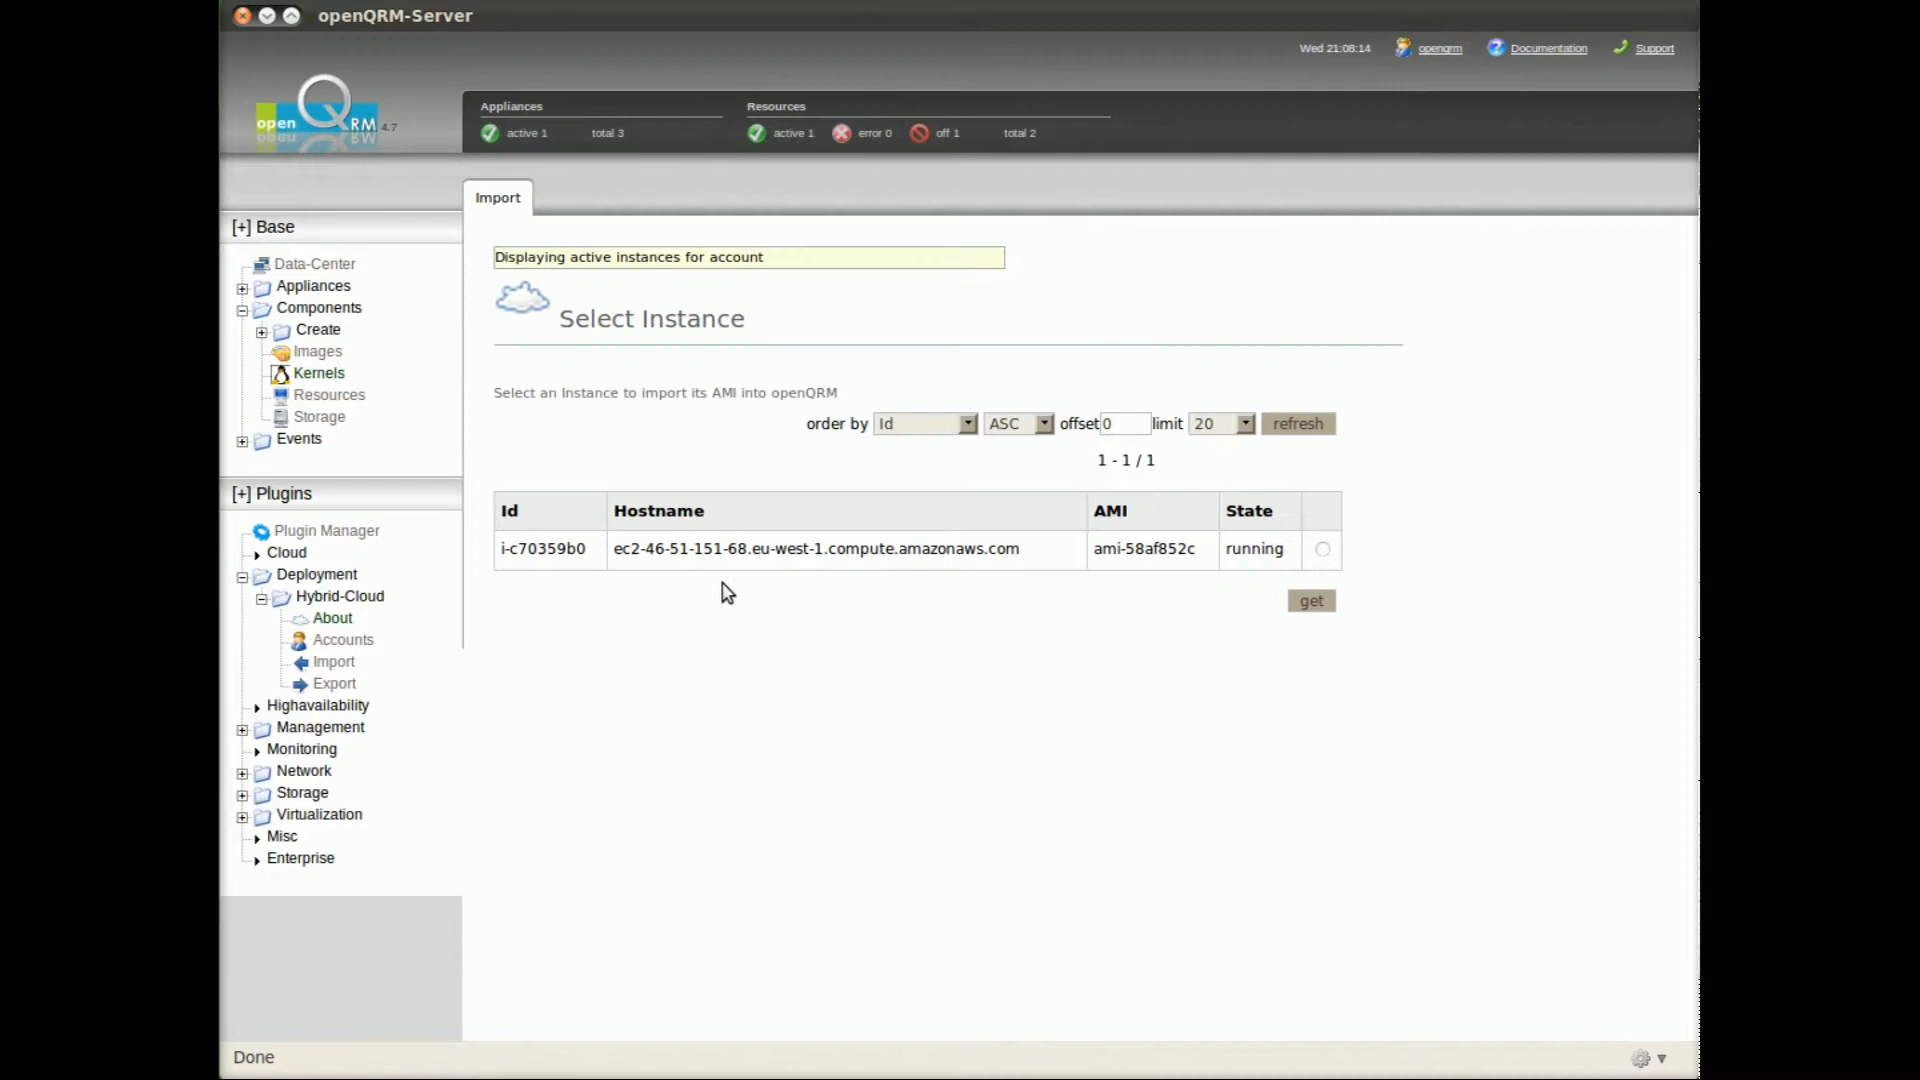 openQRM-Server
Wed 21:08:14 openqrm Documentation Support
open QRM 4.7
Appliances Resources
active 1 total 3 active 1 error 0 off 1 total 2
Import
[+] Base
Data-Center
Appliances
Components
Create
Images
Kernels
Resources
Storage
Events
[+] Plugins
Plugin Manager
Cloud
Deployment
Hybrid-Cloud
About
Accounts
Import
Export
Highavailability
Management
Monitoring
Network
Storage
Virtualization
Misc
Enterprise
Displaying active instances for account
Select Instance
Select an Instance to import its AMI into openQRM
order by Id ASC offset 0 limit 20 refresh
1 - 1 / 1
Id Hostname AMI State
i-c70359b0 ec2-46-51-151-68.eu-west-1.compute.amazonaws.com ami-58af852c running
get
Done